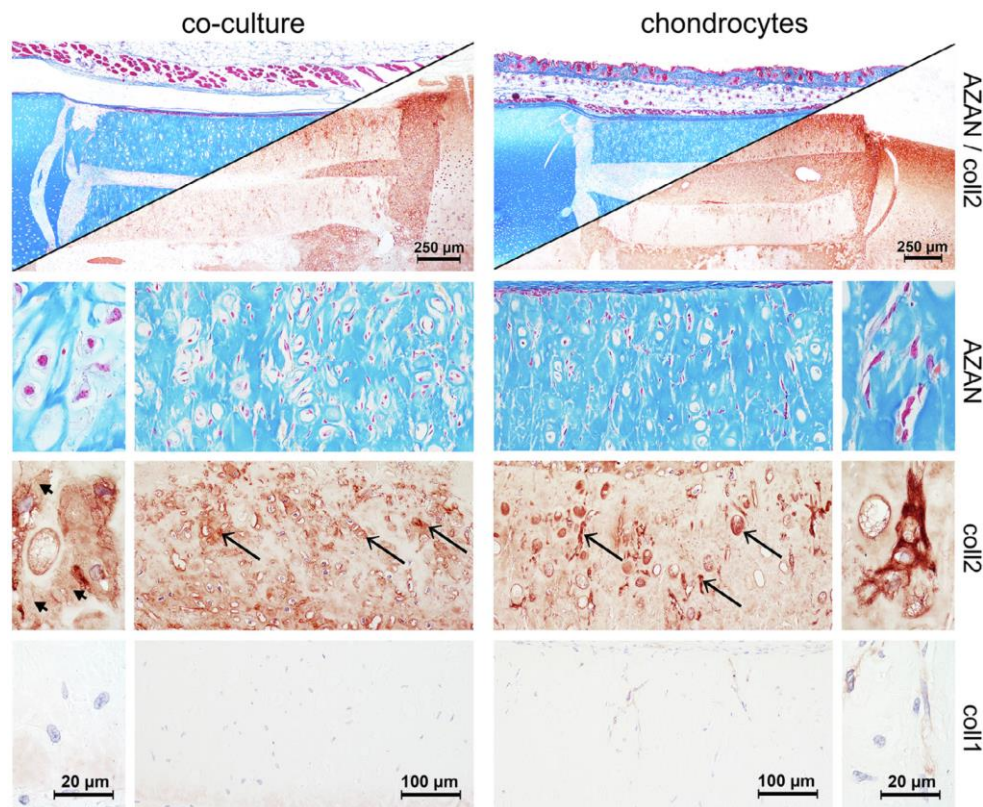 co-culture
chondrocytes
AZAN / coll2
250 µm
250 µm
AZAN
coll2
coll1
20 µm
100 µm
100 µm
20 µm